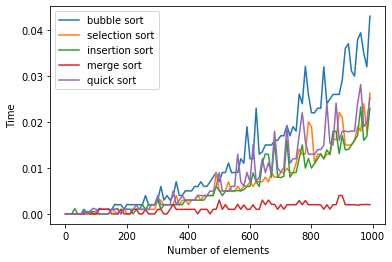 bubble sort
selection sort
insertion sort
merge sort
quick sort
0.04
0.03
0.02
0.01
0.00
Time
0 200 400 600 800 1000
Number of elements